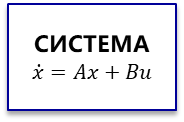 СИСТЕМА
ẋ = Ax + Bu